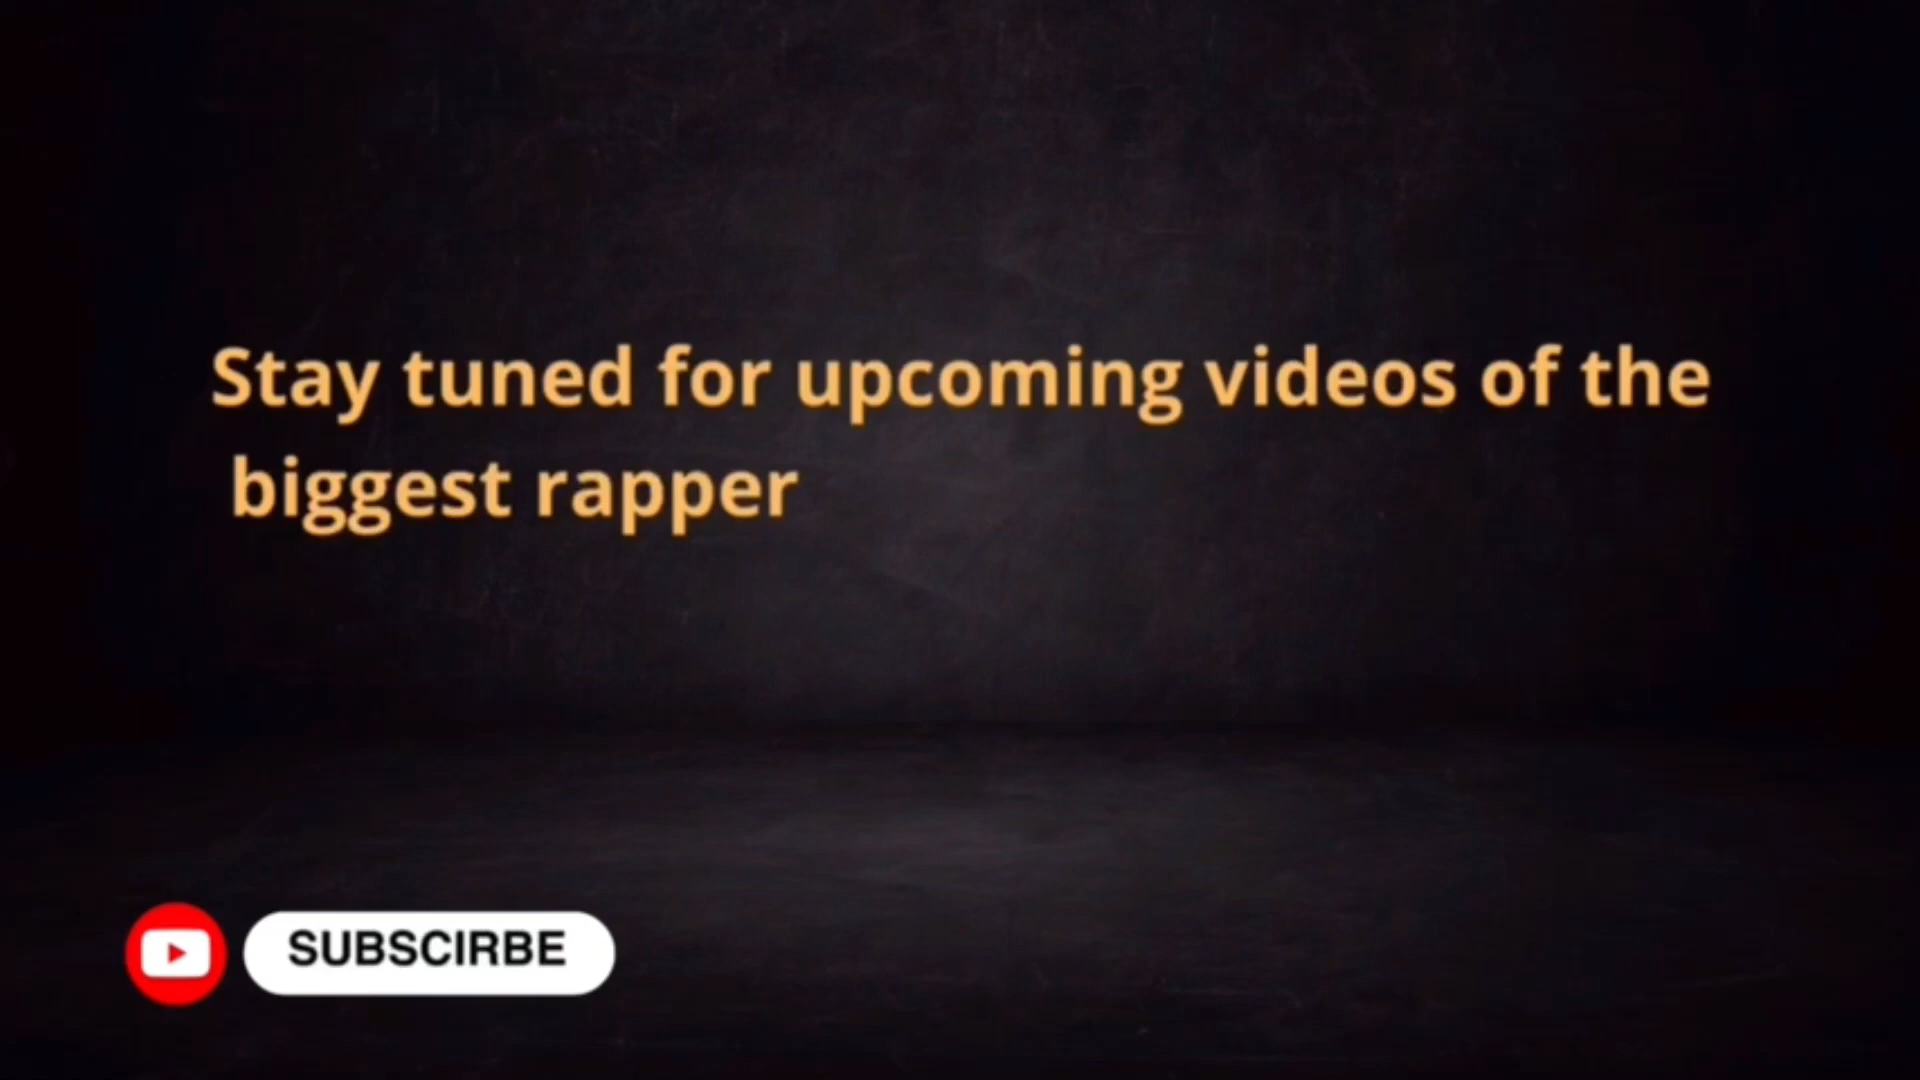 Stay tuned for upcoming videos of the
biggest rapper
SUBSCIRBE